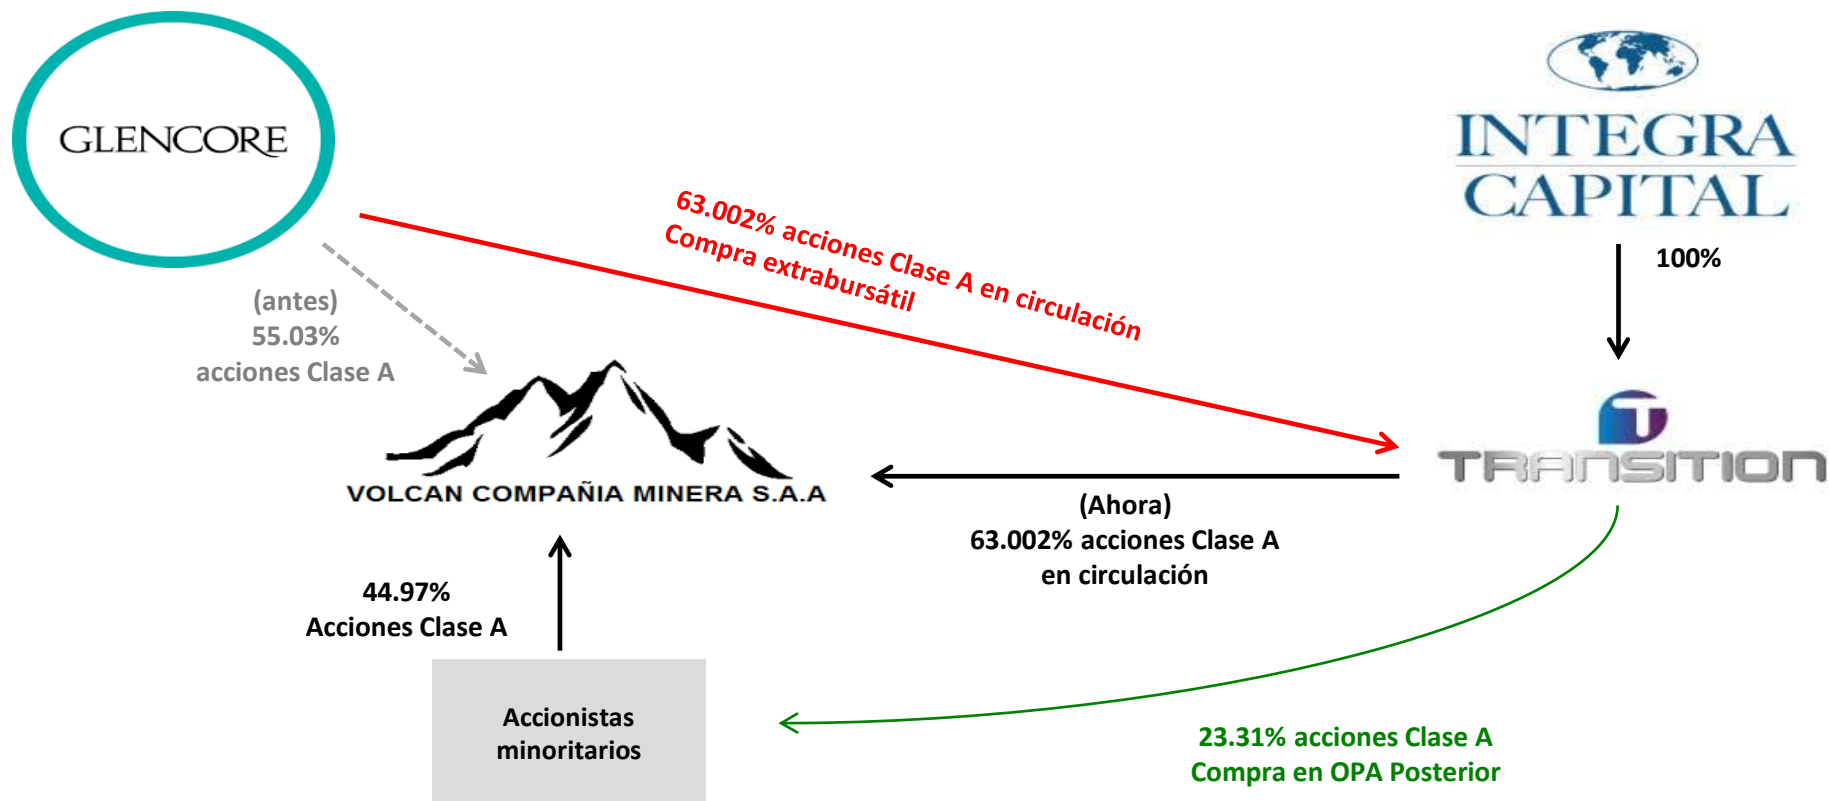 GLENCORE
INTEGRA
CAPITAL
63.002% acciones Clase A en circulación
Compra extrabursátil
100%
(antes)
55.03%
acciones Clase A
T
TRANSITION
VOLCAN COMPAÑIA MINERA S.A.A
(Ahora)
63.002% acciones Clase A
en circulación
44.97%
Acciones Clase A
Accionistas
minoritarios
23.31% acciones Clase A
Compra en OPA Posterior